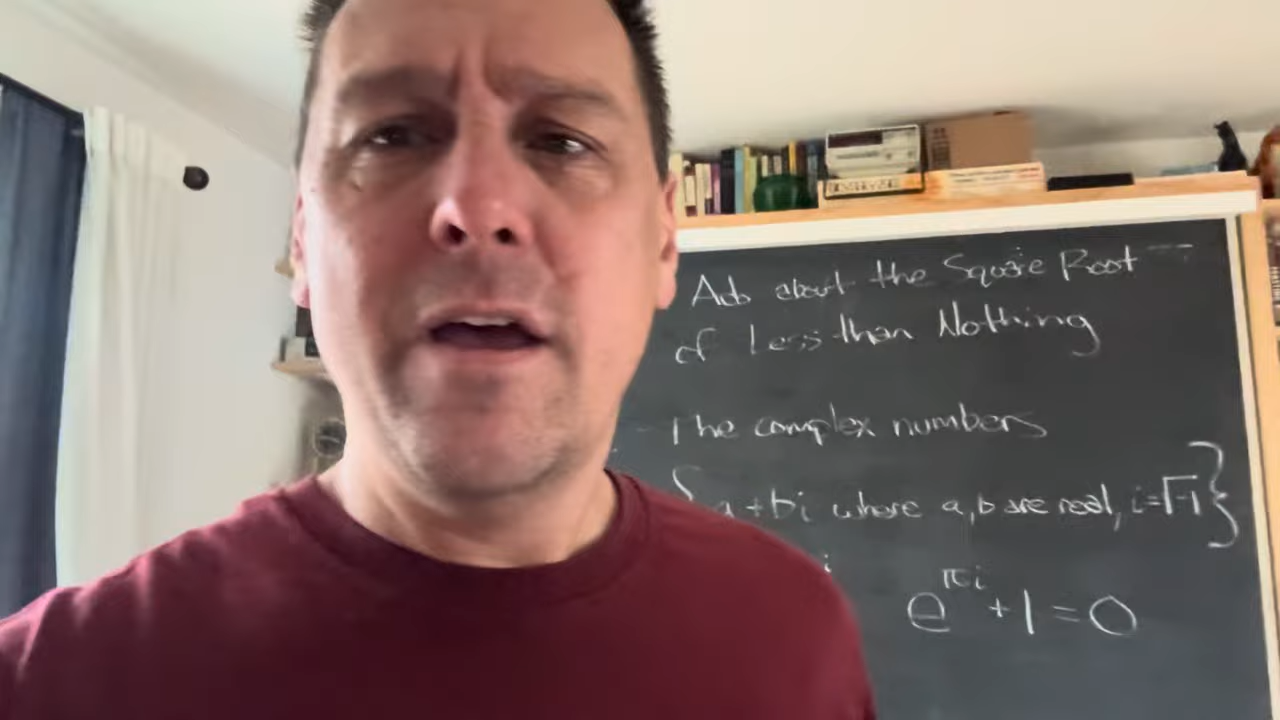 Ado about the Square Root
of Less than Nothing
The complex numbers
{a+bi where a,b are real, i=√-1}
e^{πi}+1=0